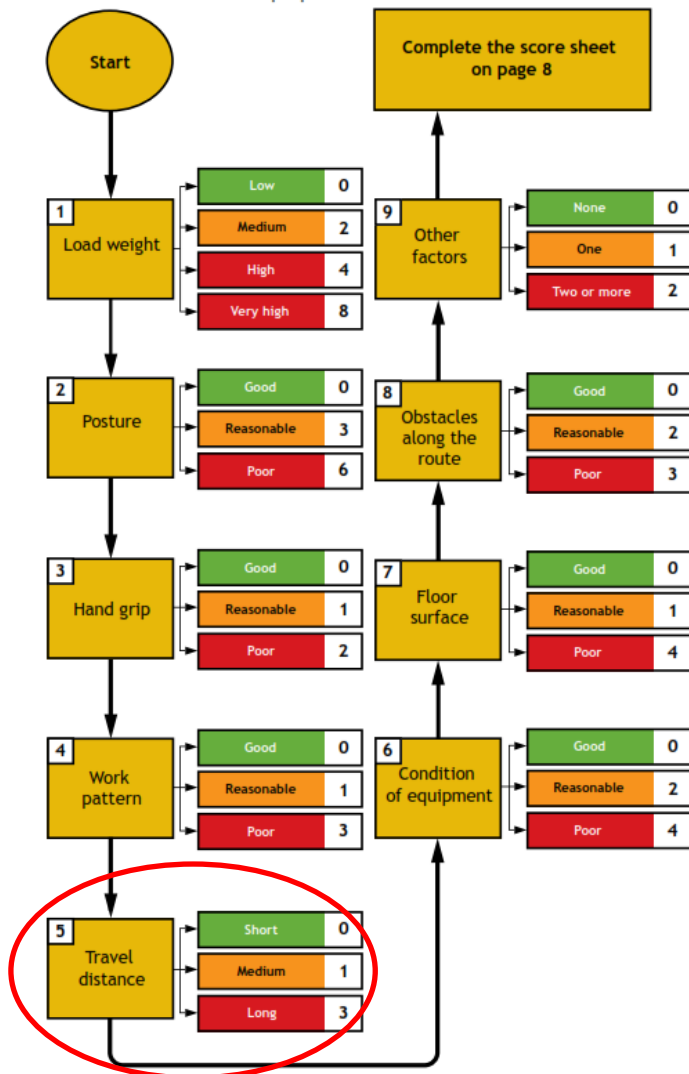 Start
1
Load weight
Low 0
Medium 2
High 4
Very high 8
2
Posture
Good 0
Reasonable 3
Poor 6
3
Hand grip
Good 0
Reasonable 1
Poor 2
4
Work
pattern
Good 0
Reasonable 1
Poor 3
5
Travel
distance
Short 0
Medium 1
Long 3
6
Condition
of equipment
Good 0
Reasonable 2
Poor 4
7
Floor
surface
Good 0
Reasonable 1
Poor 4
8
Obstacles
along the
route
Good 0
Reasonable 2
Poor 3
9
Other
factors
None 0
One 1
Two or more 2
Complete the score sheet
on page 8